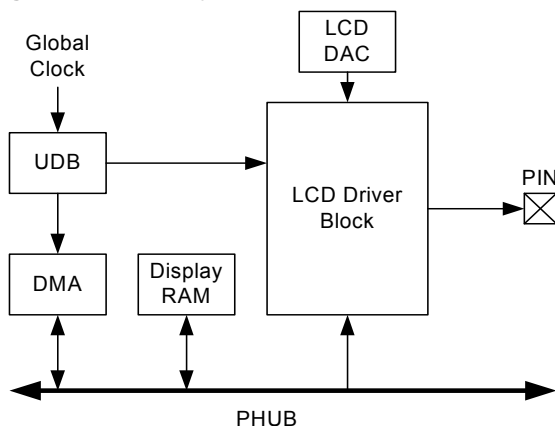 LCD
DAC
Global
Clock
UDB
LCD Driver
Block
PIN
DMA
Display
RAM
PHUB